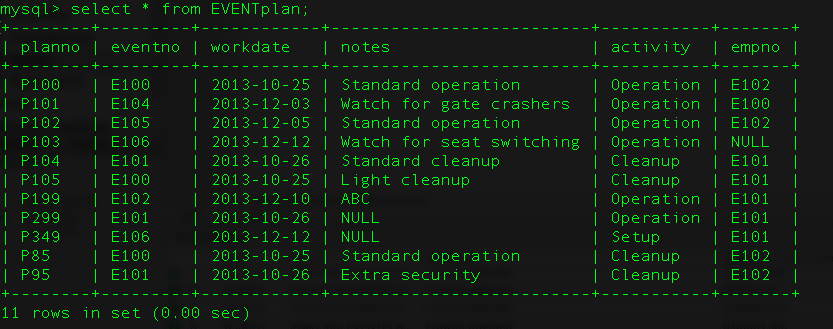 mysql> select * from EVENTplan;
+--------+---------+------------+--------------------------+-----------+-------+
| planno | eventno | workdate   | notes                    | activity  | empno |
+--------+---------+------------+--------------------------+-----------+-------+
| P100   | E100    | 2013-10-25 | Standard operation       | Operation | E102  |
| P101   | E104    | 2013-12-03 | Watch for gate crashers  | Operation | E100  |
| P102   | E105    | 2013-12-05 | Standard operation       | Operation | E102  |
| P103   | E106    | 2013-12-12 | Watch for seat switching | Operation | NULL  |
| P104   | E101    | 2013-10-26 | Standard cleanup         | Cleanup   | E101  |
| P105   | E100    | 2013-10-25 | Light cleanup            | Cleanup   | E101  |
| P199   | E102    | 2013-12-10 | ABC                      | Operation | E101  |
| P299   | E101    | 2013-10-26 | NULL                     | Operation | E101  |
| P349   | E106    | 2013-12-12 | NULL                     | Setup     | E101  |
| P85    | E100    | 2013-10-25 | Standard operation       | Cleanup   | E102  |
| P95    | E101    | 2013-10-26 | Extra security           | Cleanup   | E102  |
+--------+---------+------------+--------------------------+-----------+-------+
11 rows in set (0.00 sec)